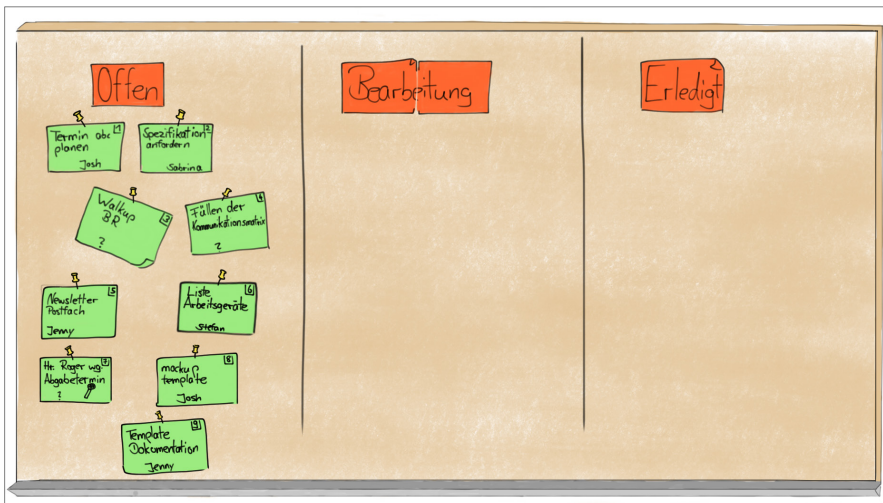 Offen
Bearbeitung
Erledigt
1
Termin abc
planen
Josh
2
Spezifikation
anfordern
Sabrina
3
Walkup
BR
?
4
Füllen der
Kommunikationsmatrix
?
5
Newsletter
Postfach
Jenny
6
Liste
Arbeitsgeräte
Stefan
7
Hr. Roger wg.
Abgabetermin
?
8
mockup
template
Josh
9
Template
Dokumentation
Jenny